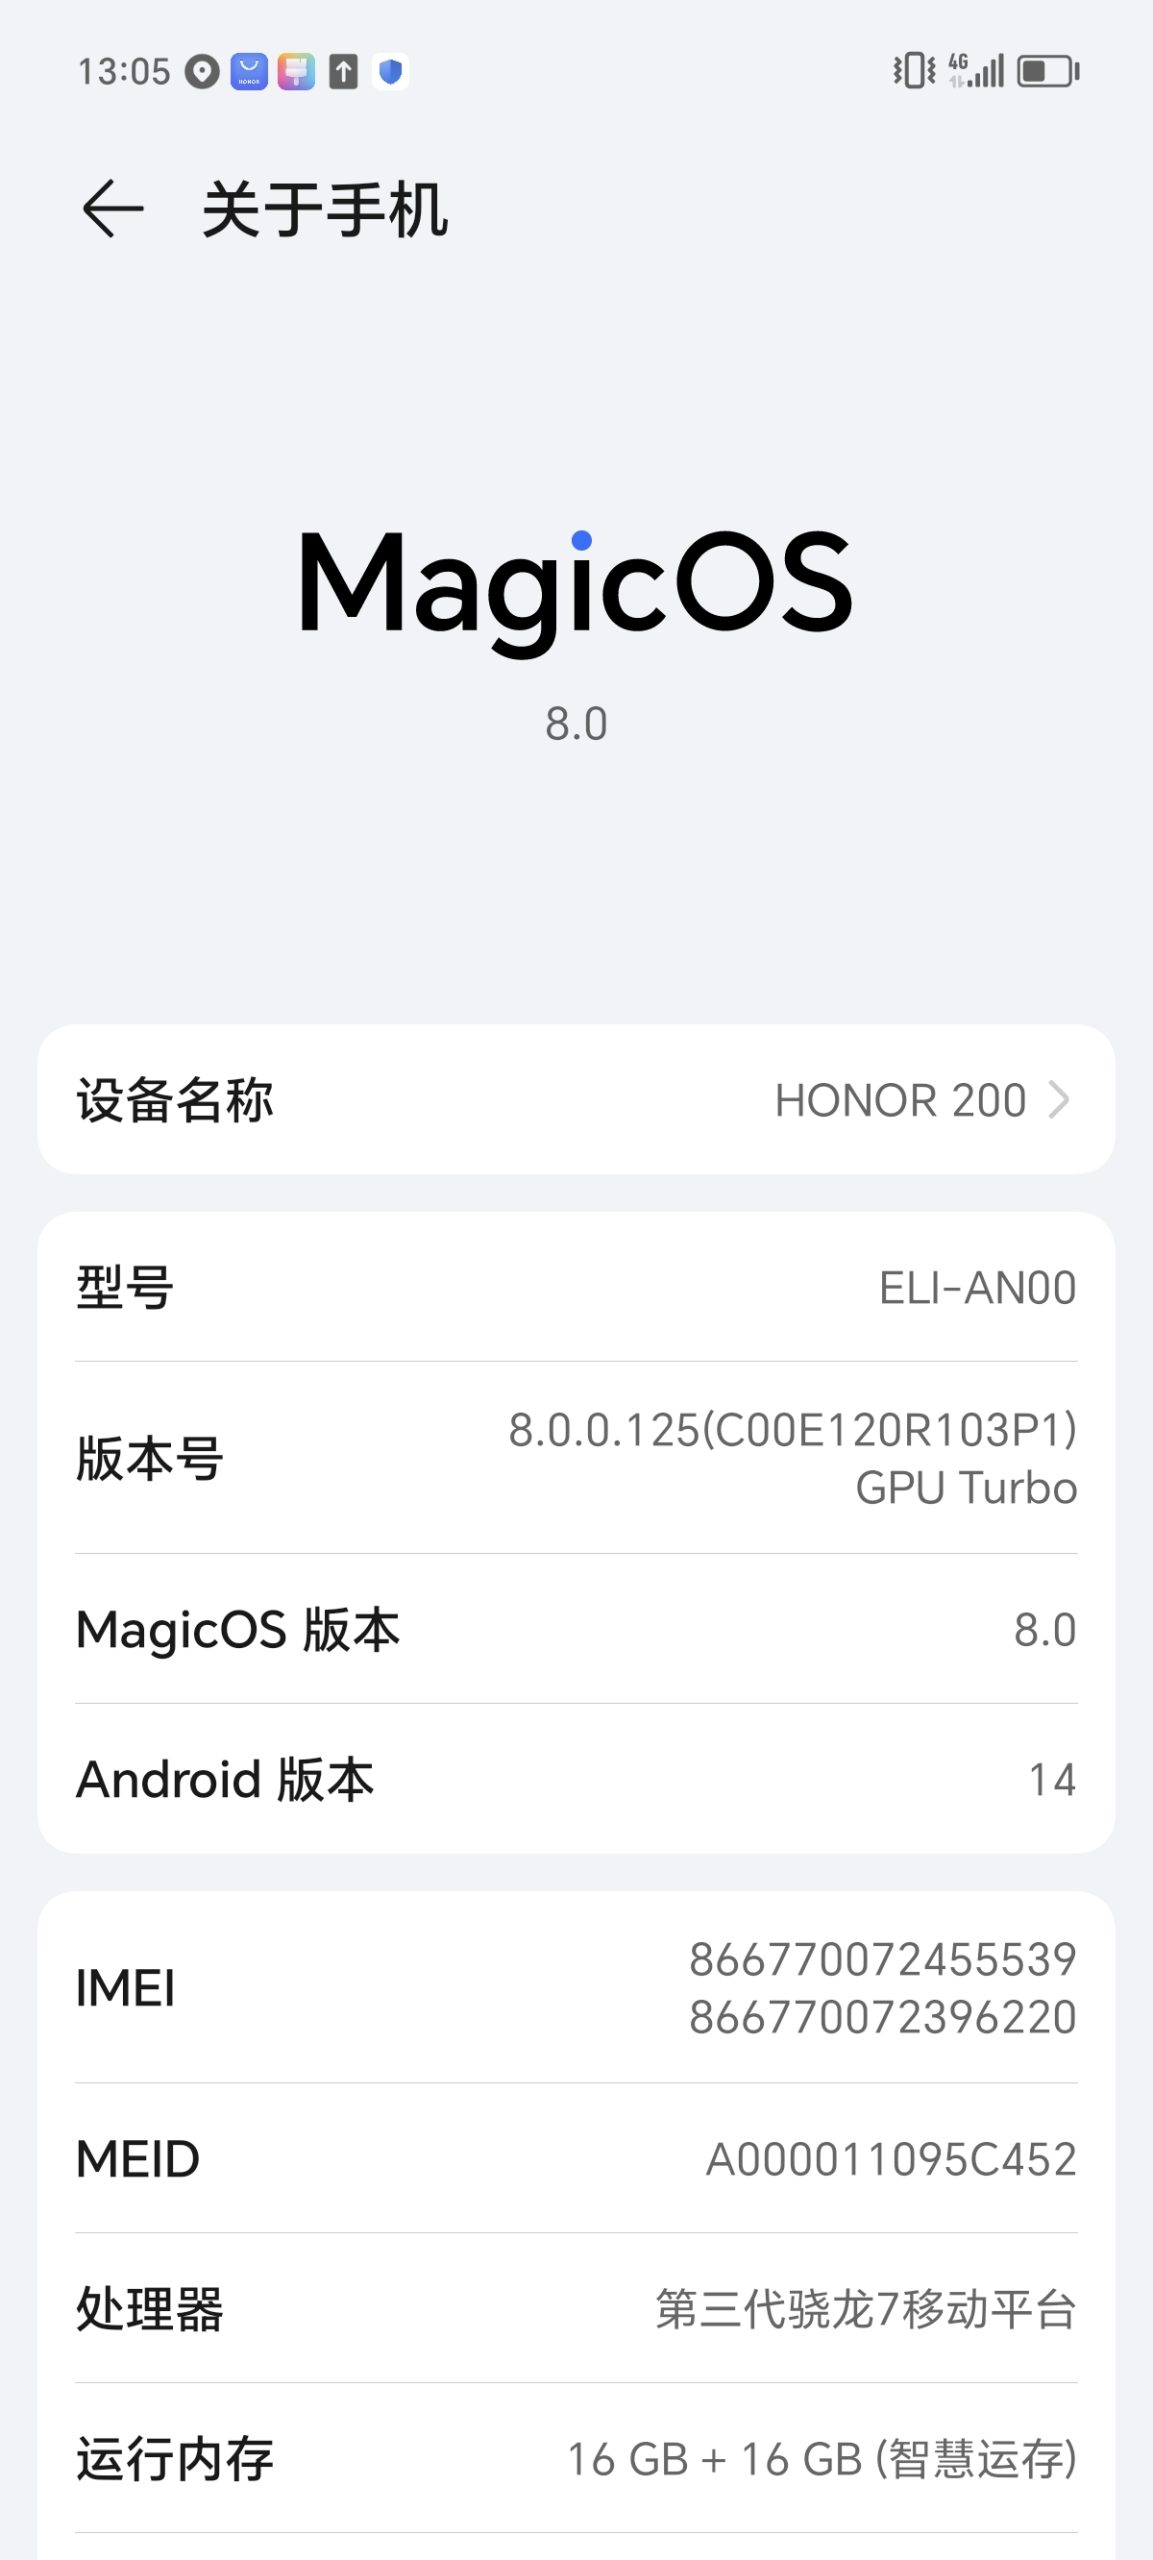 13:05
HONOR
4G
关于手机
MagicOS
8.0
设备名称
HONOR 200
型号
ELI-AN00
版本号
8.0.0.125(C00E120R103P1)
GPU Turbo
MagicOS 版本
8.0
Android 版本
14
IMEI
866770072455539
866770072396220
MEID
A000011095C452
处理器
第三代骁龙7移动平台
运行内存
16 GB + 16 GB (智慧运存)